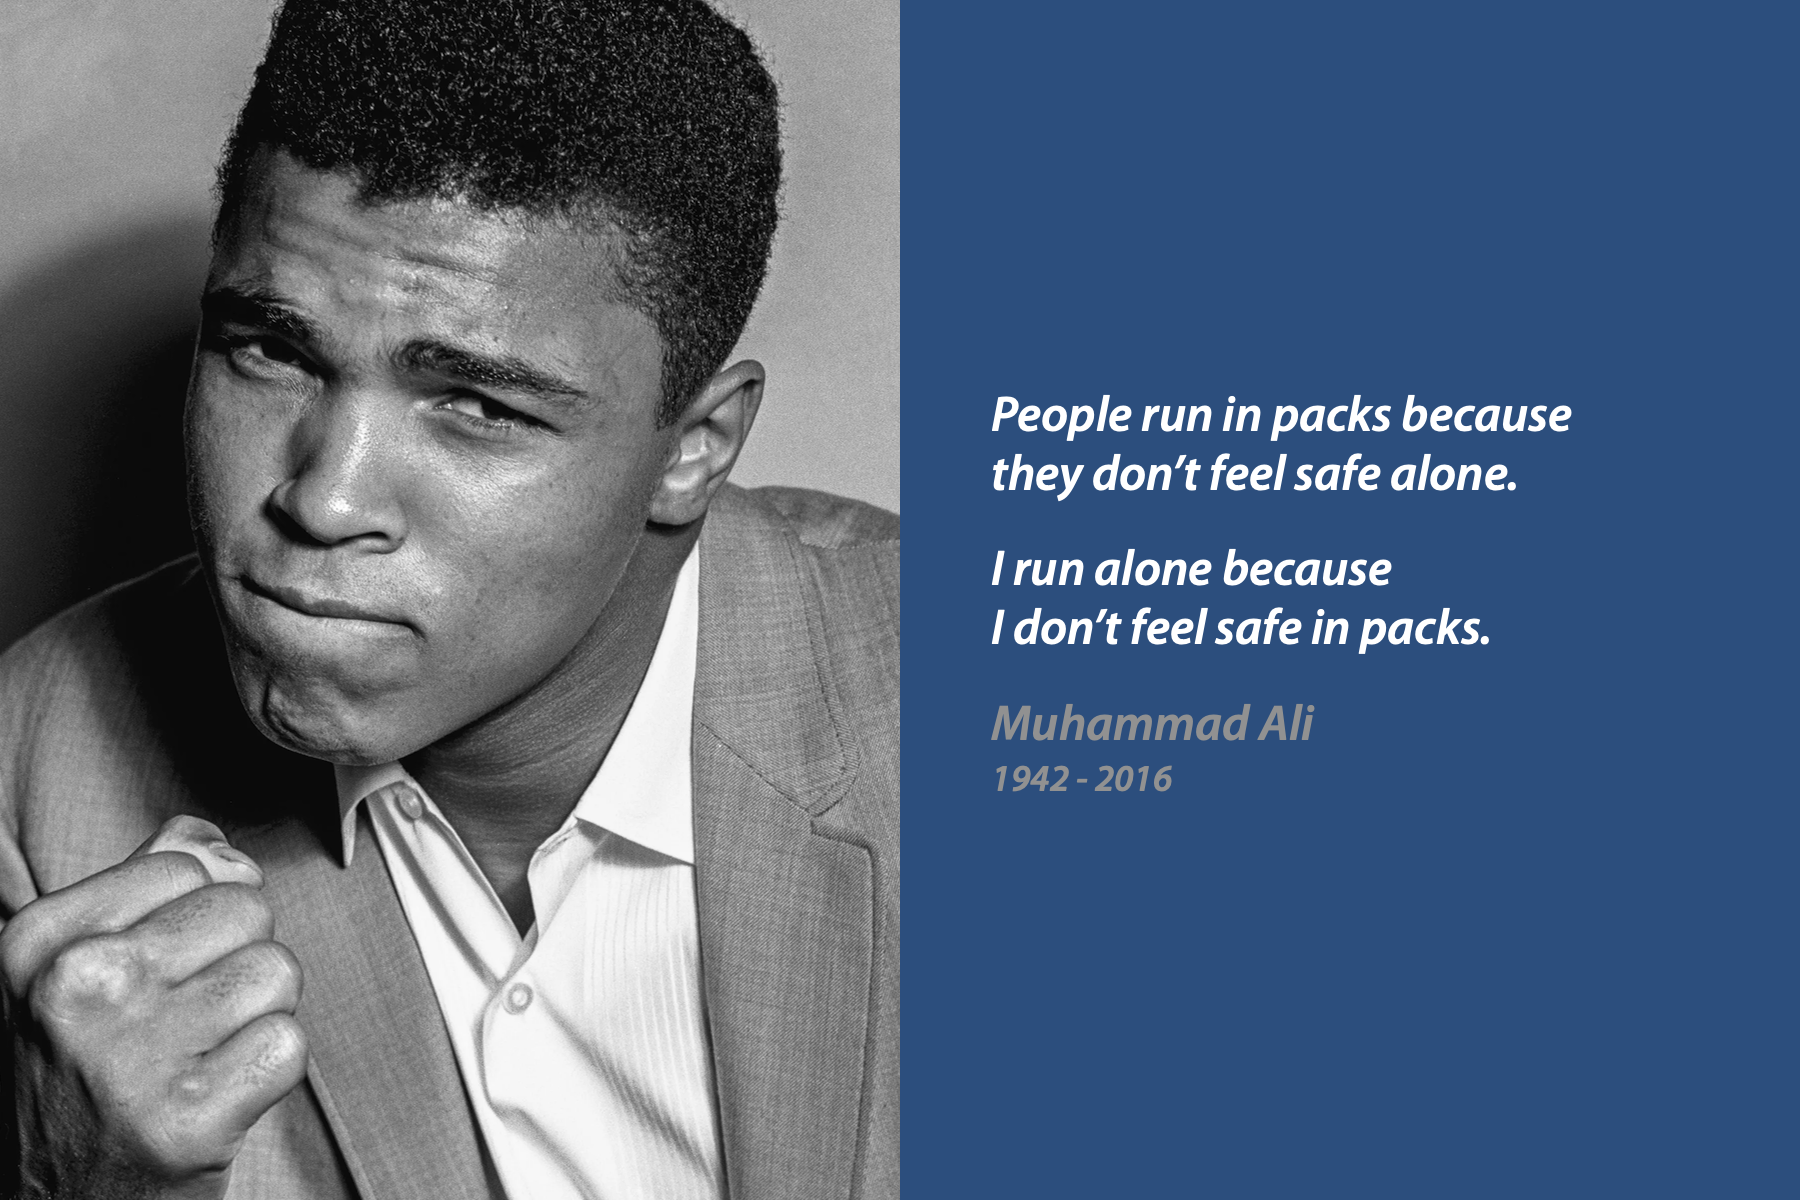 People run in packs because
they don’t feel safe alone.
I run alone because
I don’t feel safe in packs.
Muhammad Ali
1942 - 2016